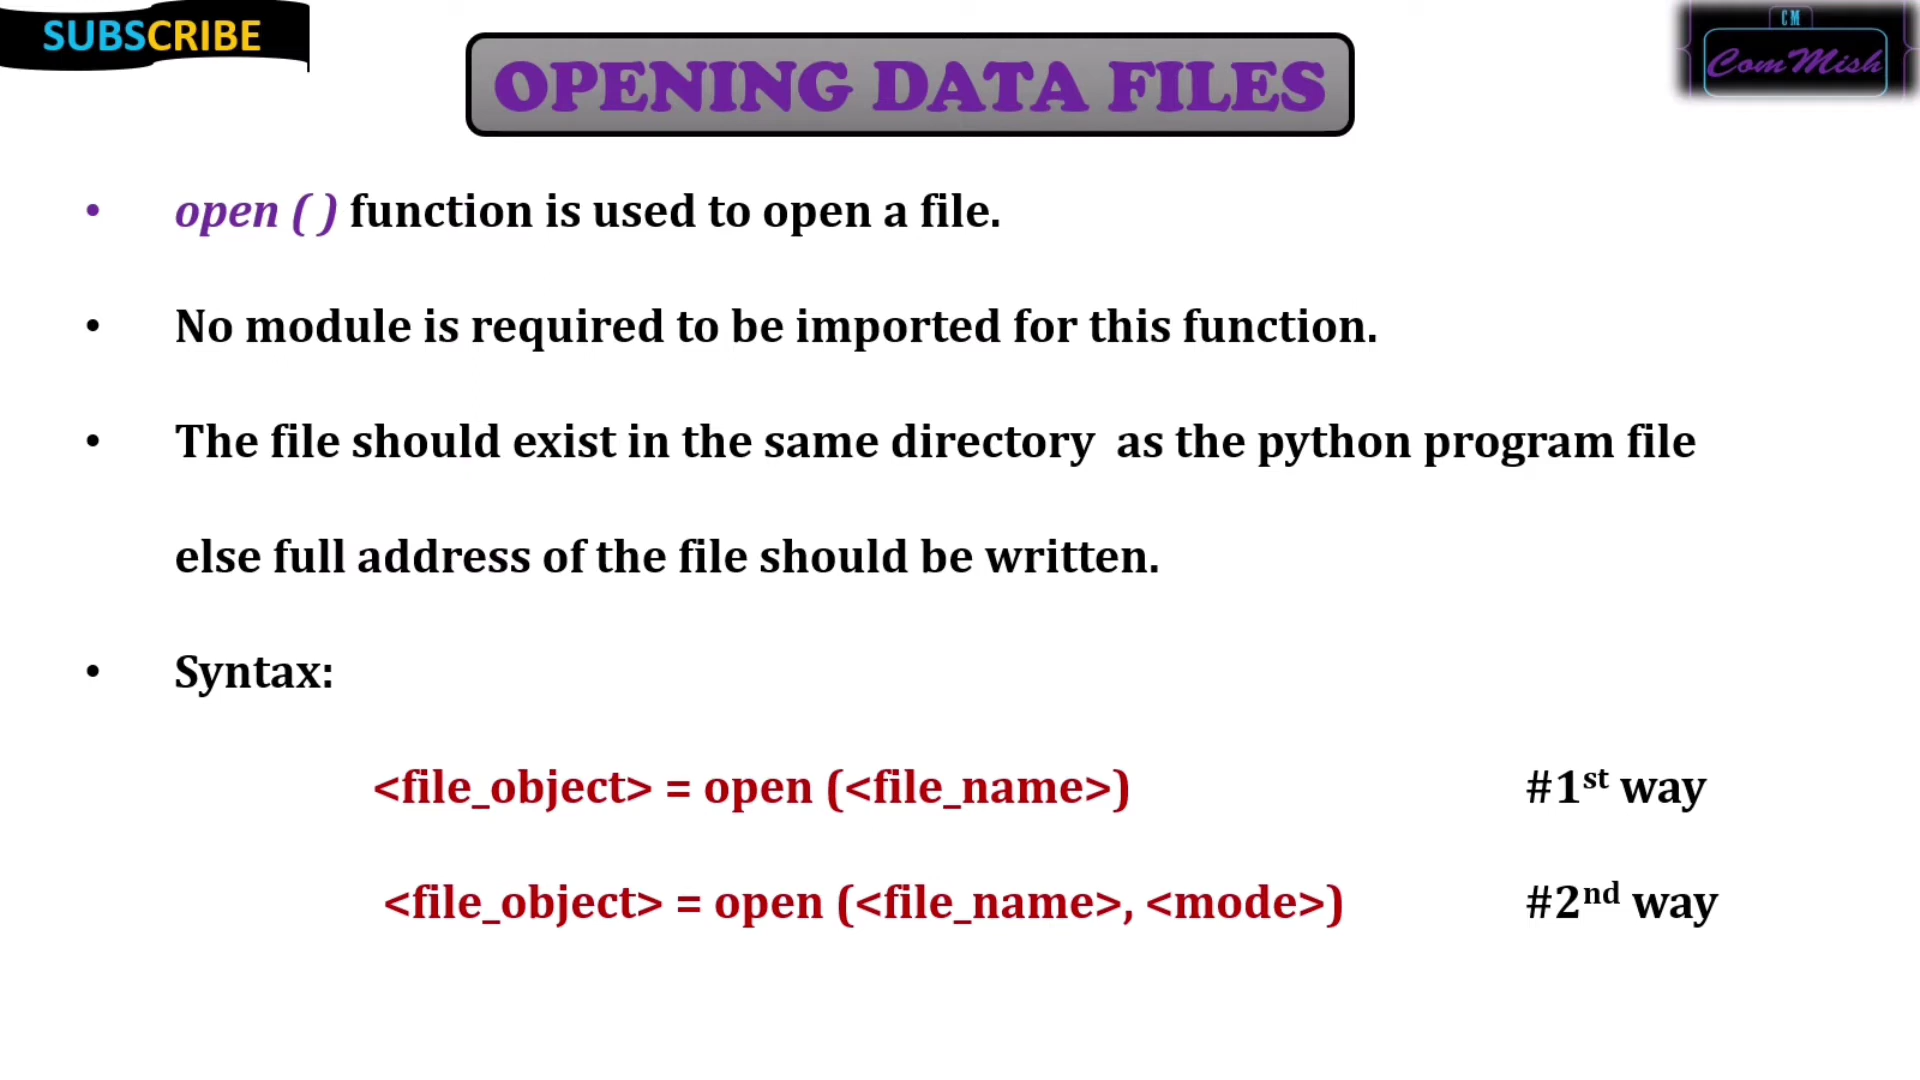 SUBSCRIBE
CM
ComMish
OPENING DATA FILES
• open ( ) function is used to open a file.
• No module is required to be imported for this function.
• The file should exist in the same directory  as the python program file
else full address of the file should be written.
• Syntax:
<file_object> = open (<file_name>) #1st way
<file_object> = open (<file_name>, <mode>) #2nd way